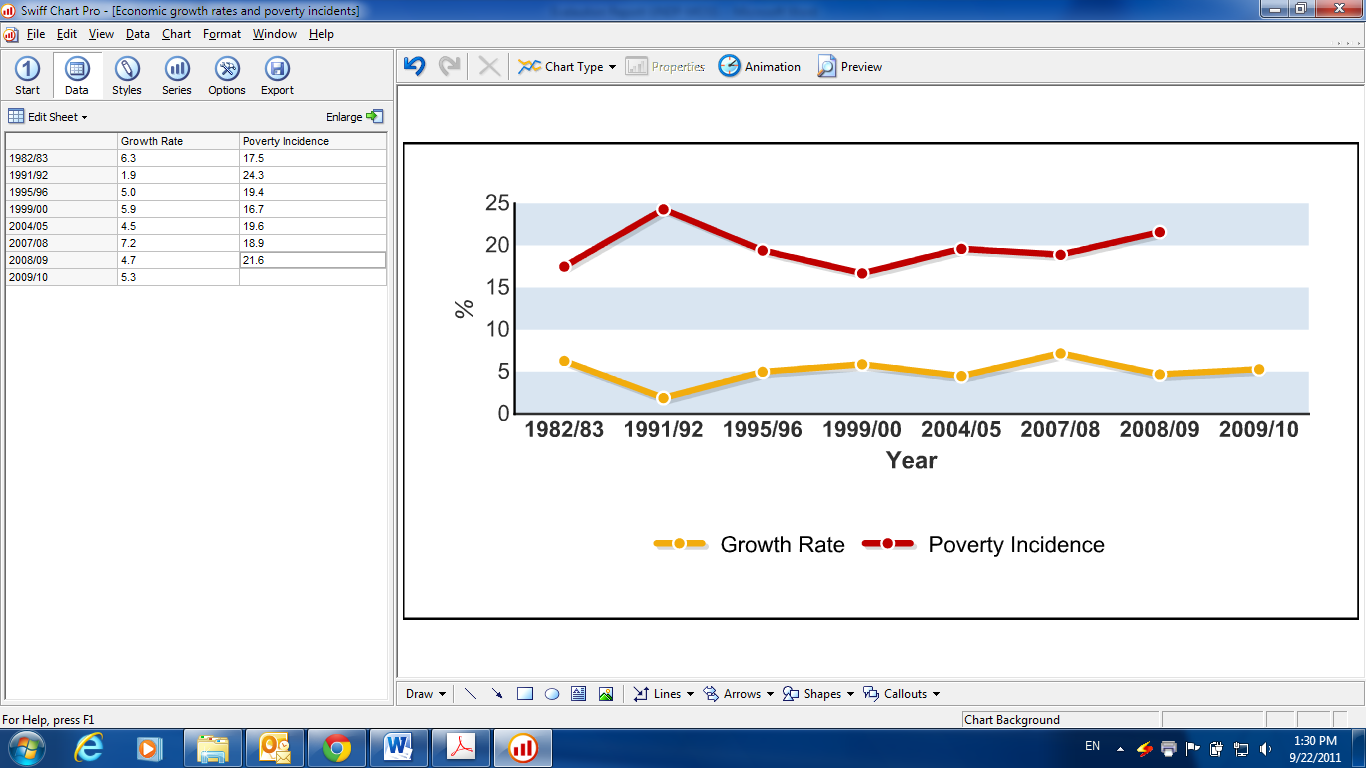 Swiff Chart Pro - [Economic growth rates and poverty incidents]
File Edit View Data Chart Format Window Help
1 Start Data Styles Series Options Export
Chart Type Properties Animation Preview
Edit Sheet Enlarge
Growth Rate Poverty Incidence
1982/83 6.3 17.5
1991/92 1.9 24.3
1995/96 5.0 19.4
1999/00 5.9 16.7
2004/05 4.5 19.6
2007/08 7.2 18.9
2008/09 4.7 21.6
2009/10 5.3
25
20
15
%
10
5
0
1982/83 1991/92 1995/96 1999/00 2004/05 2007/08 2008/09 2009/10
Year
Growth Rate Poverty Incidence
Draw Lines Arrows Shapes Callouts
For Help, press F1 Chart Background
EN 1:30 PM
9/22/2011